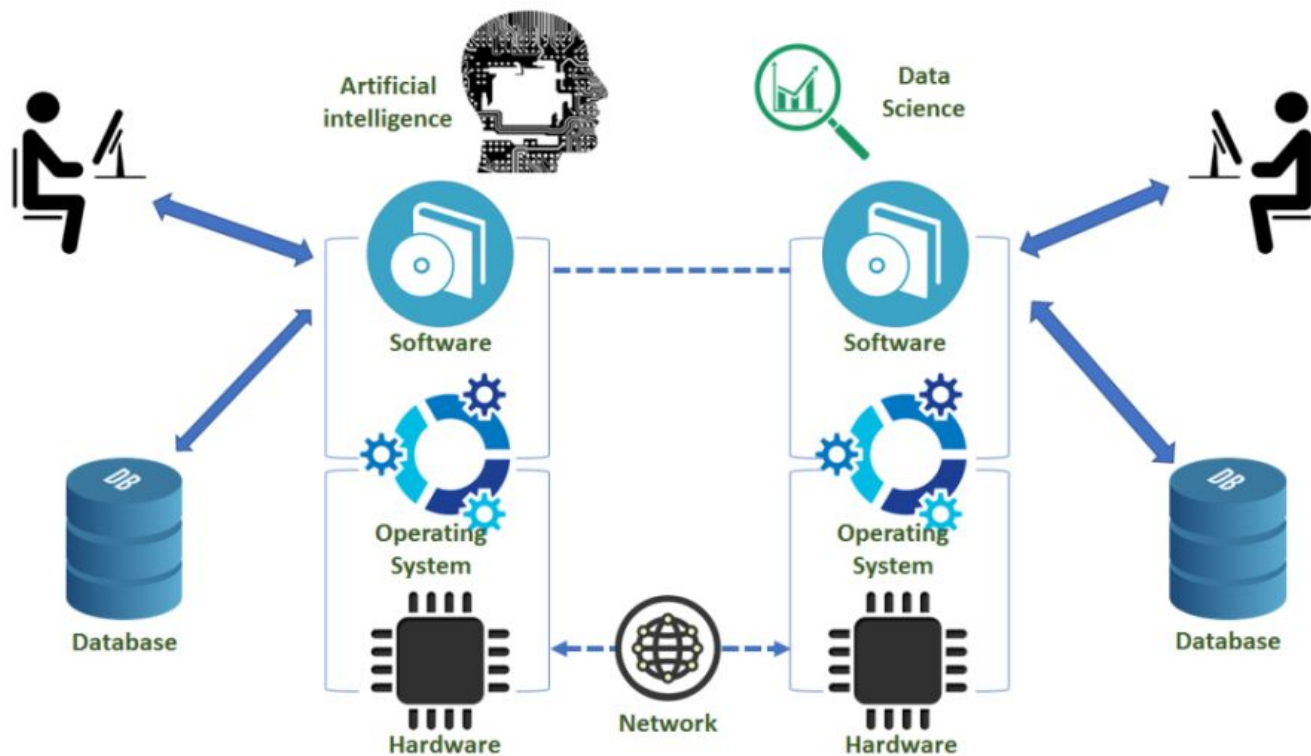 Artificial
intelligence
Data
Science
Software
Software
DB
DB
Operating
System
Operating
System
Database
Database
Network
Hardware
Hardware